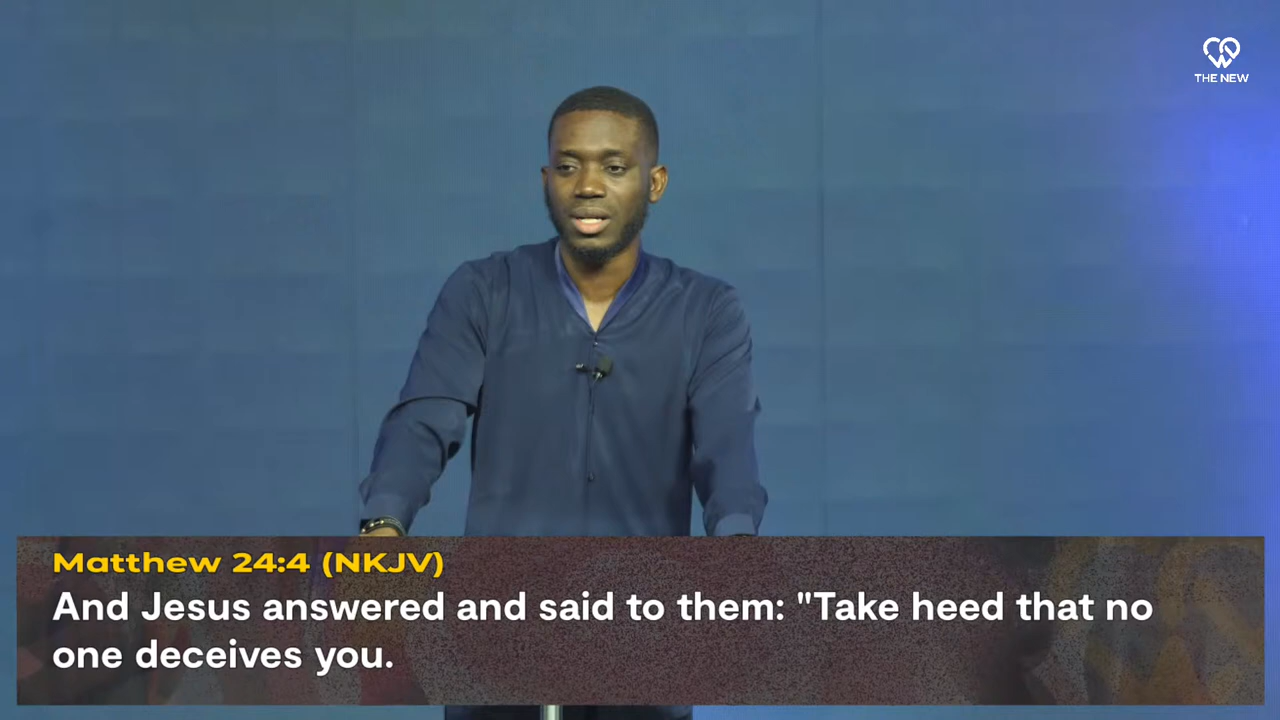 THE NEW
Matthew 24:4 (NKJV)
And Jesus answered and said to them: "Take heed that no
one deceives you.